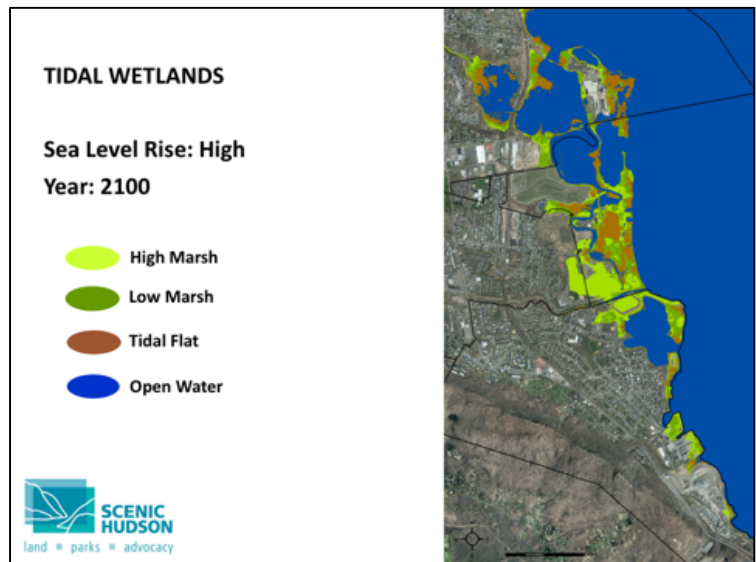 TIDAL WETLANDS
Sea Level Rise: High
Year: 2100
High Marsh
Low Marsh
Tidal Flat
Open Water
SCENIC
HUDSON
land ▪ parks ▪ advocacy